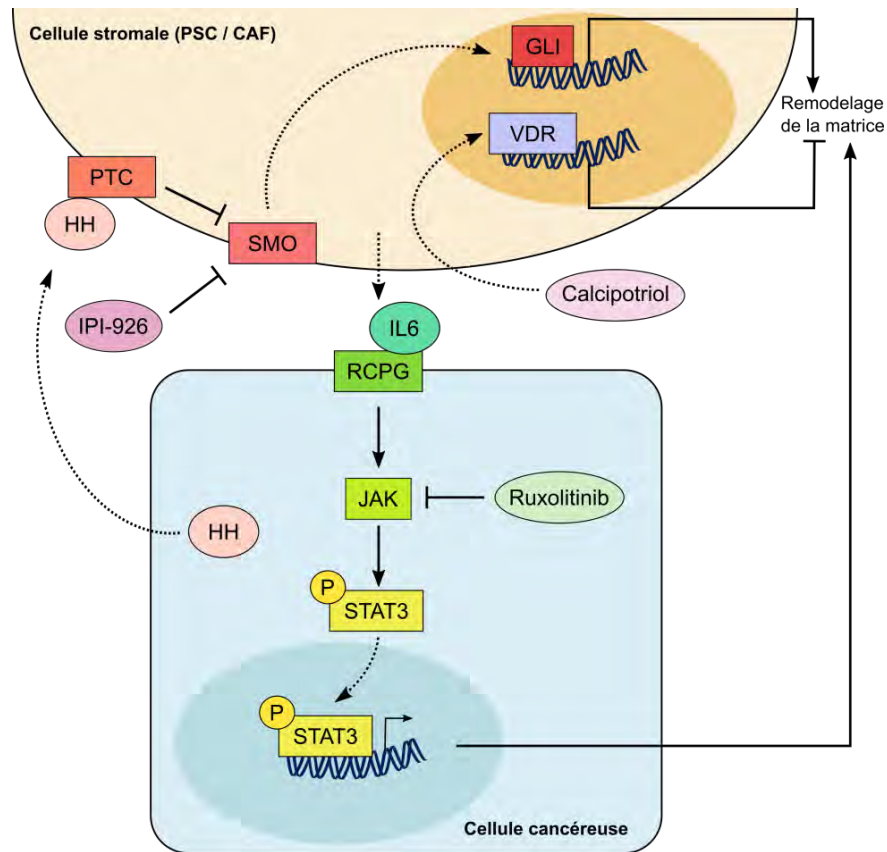 Cellule stromale (PSC / CAF)
GLI
VDR
Remodelage
de la matrice
PTC
HH
SMO
IPI-926
Calcipotriol
IL6
RCPG
JAK
Ruxolitinib
HH
P
STAT3
P
STAT3
Cellule cancéreuse